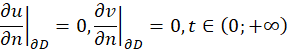 ∂u/∂n|∂D = 0, ∂v/∂n|∂D = 0, t ∈ (0; +∞)